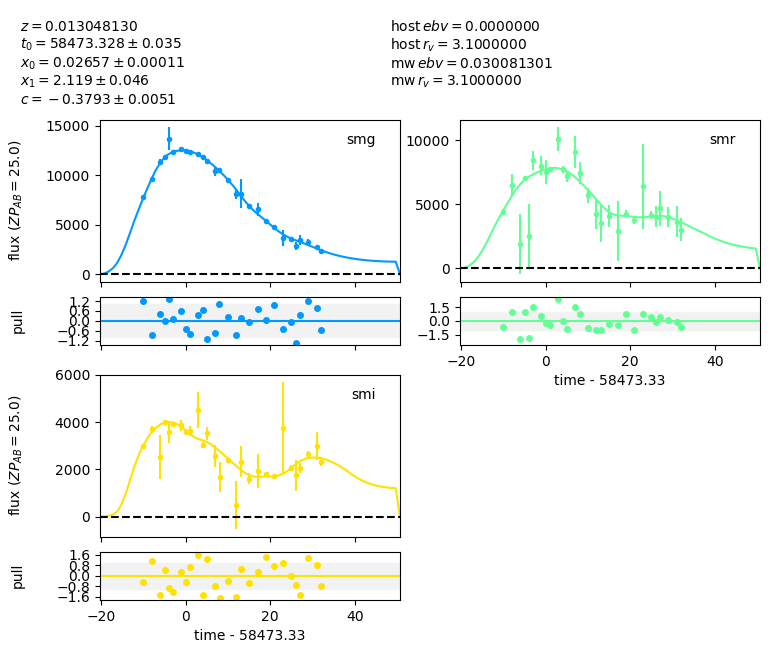 z = 0.013048130
t₀ = 58473.328 ± 0.035
x₀ = 0.02657 ± 0.00011
x₁ = 2.119 ± 0.046
c = −0.3793 ± 0.0051
host ebv = 0.0000000
host r_v = 3.1000000
mw ebv = 0.030081301
mw r_v = 3.1000000
flux (ZP_AB = 25.0)
15000
10000
5000
0
smg
10000
5000
0
smr
pull
1.2
0.6
0.0
−0.6
−1.2
1.5
0.0
−1.5
−20
0
20
40
time - 58473.33
flux (ZP_AB = 25.0)
6000
4000
2000
0
smi
pull
1.6
0.8
0.0
−0.8
−1.6
−20
0
20
40
time - 58473.33